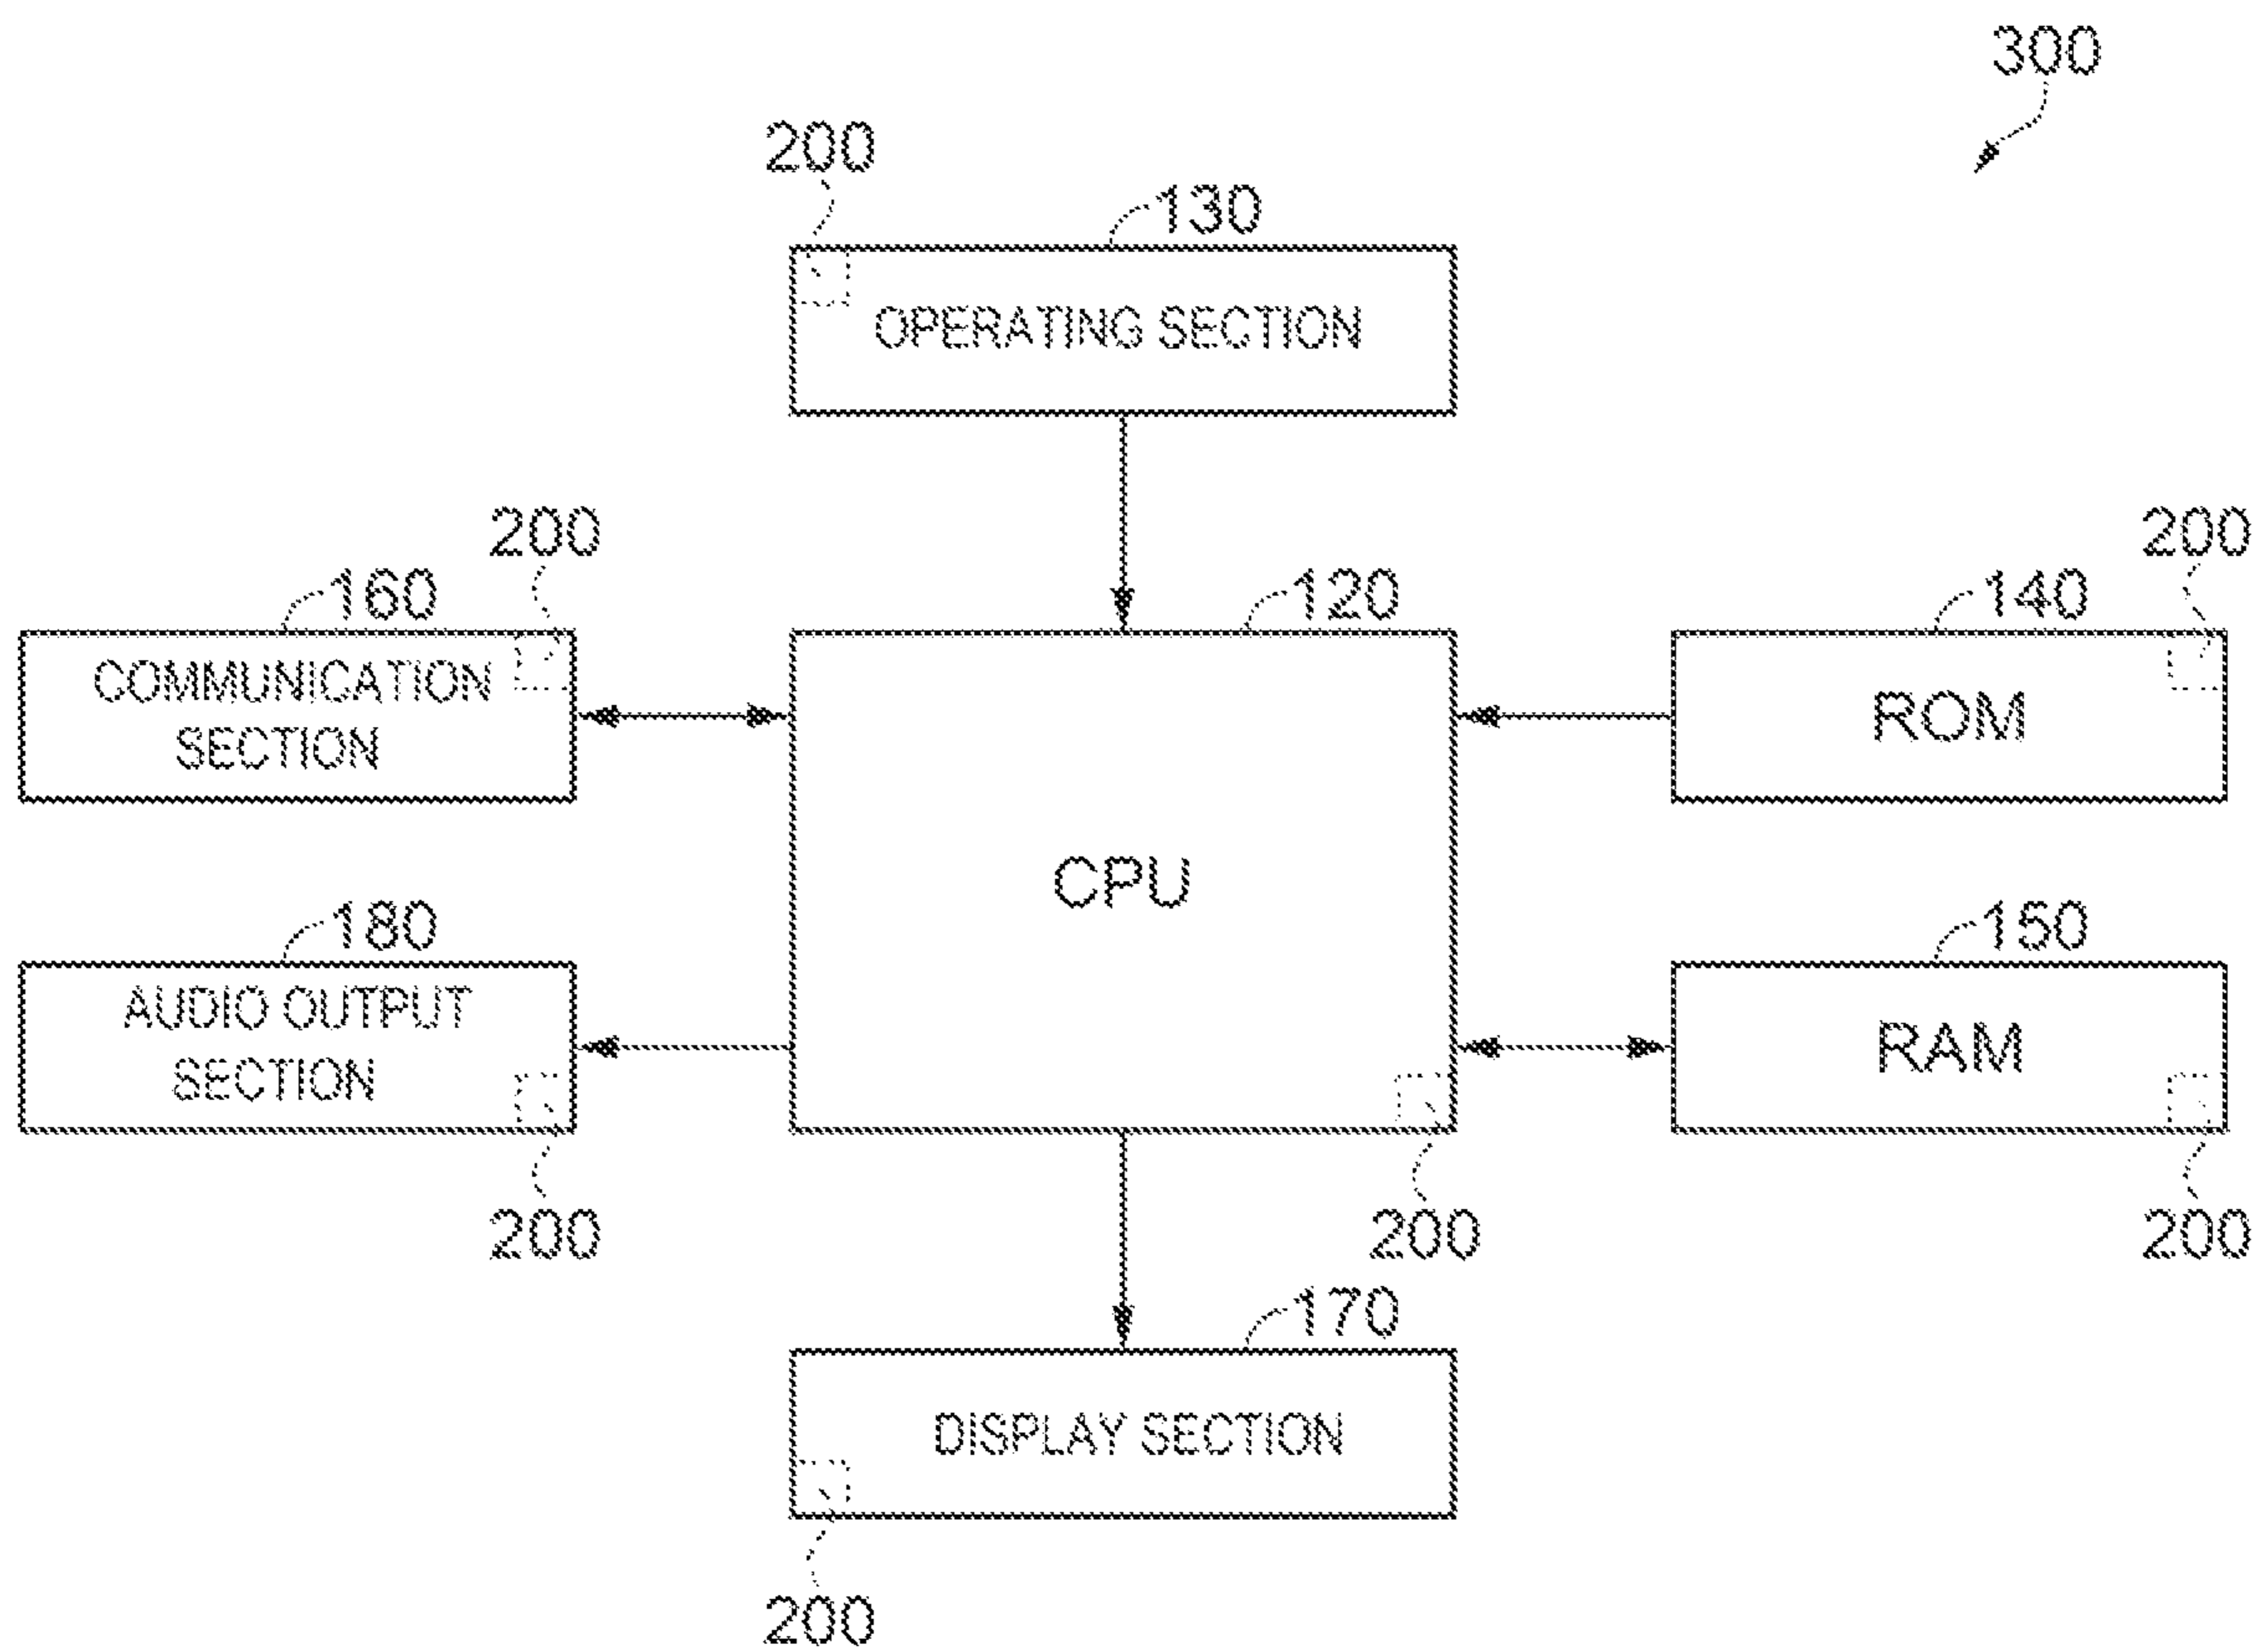 300
200
130
OPERATING SECTION
200
200
160
120
140
COMMUNICATION
SECTION
ROM
CPU
180
150
AUDIO OUTPUT
SECTION
RAM
200
200
200
170
DISPLAY SECTION
200